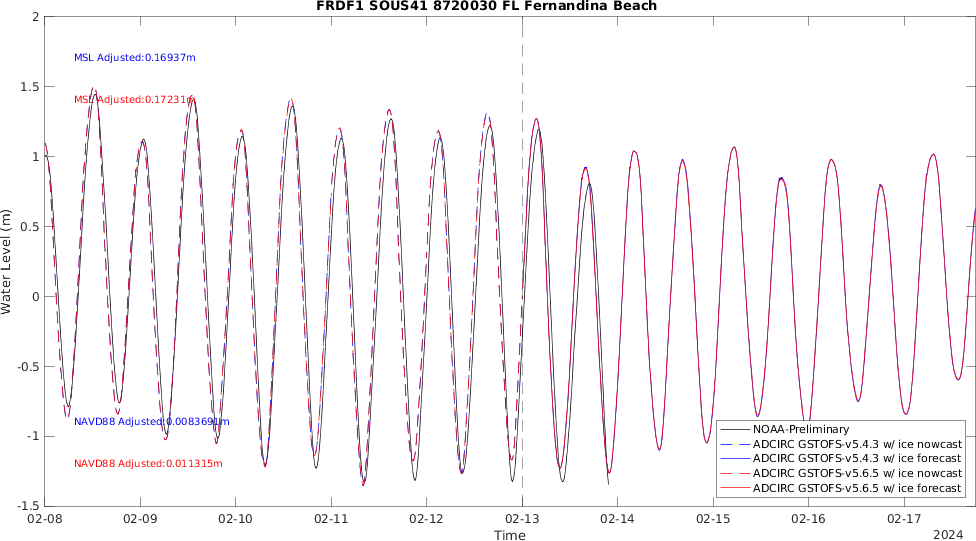 FRDF1 SOUS41 8720030 FL Fernandina Beach
2
1.5
1
0.5
0
-0.5
-1
-1.5
Water Level (m)
MSL Adjusted:0.16937m
MSL Adjusted:0.17231m
NAVD88 Adjusted:0.0083691m
NAVD88 Adjusted:0.011315m
NOAA-Preliminary
ADCIRC GSTOFS-v5.4.3 w/ ice nowcast
ADCIRC GSTOFS-v5.4.3 w/ ice forecast
ADCIRC GSTOFS-v5.6.5 w/ ice nowcast
ADCIRC GSTOFS-v5.6.5 w/ ice forecast
02-08 02-09 02-10 02-11 02-12 02-13 02-14 02-15 02-16 02-17
Time
2024